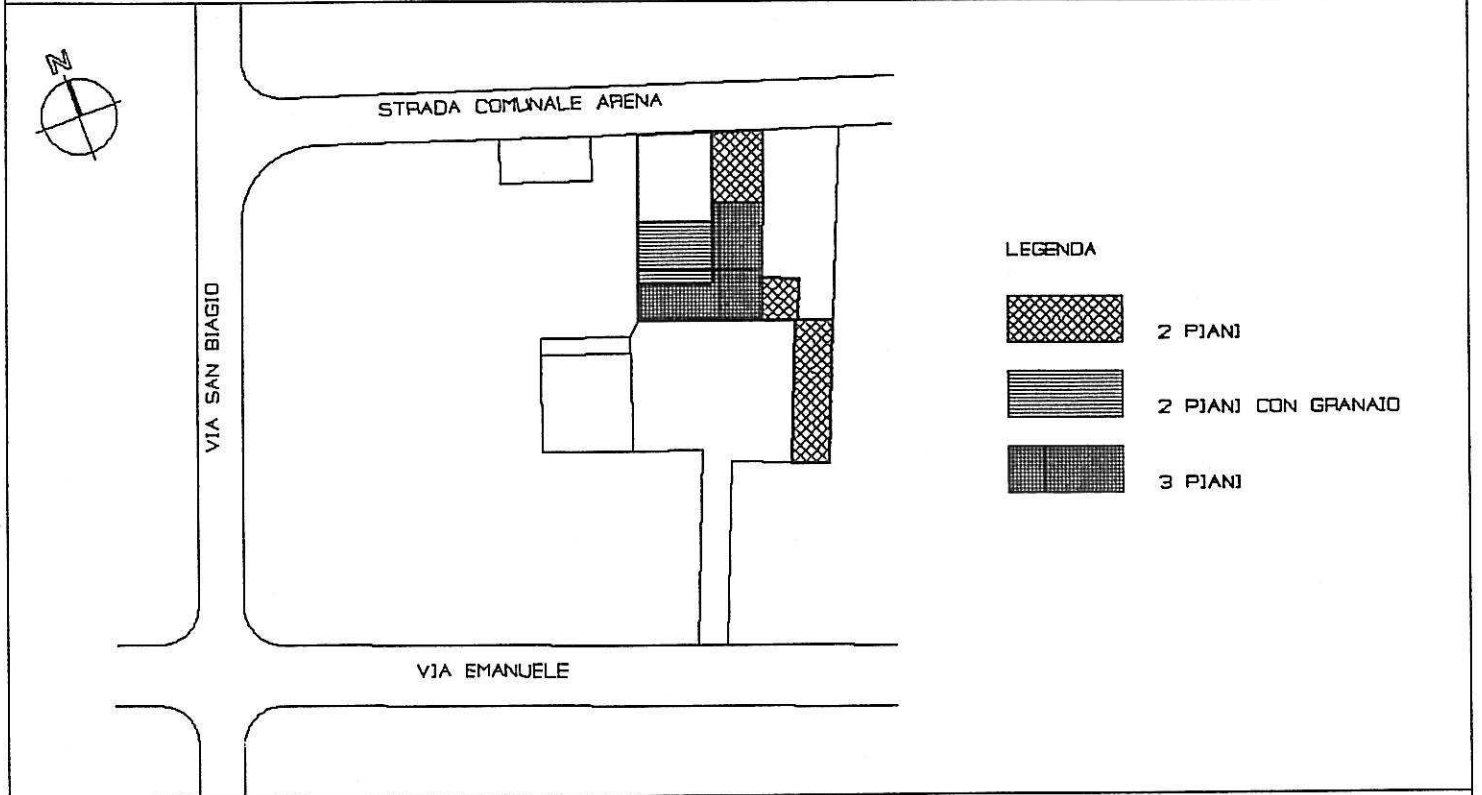 N
STRADA COMUNALE ARENA
VIA SAN BIAGIO
VIA EMANUELE
LEGENDA
2 PIANI
2 PIANI CON GRANAIO
3 PIANI